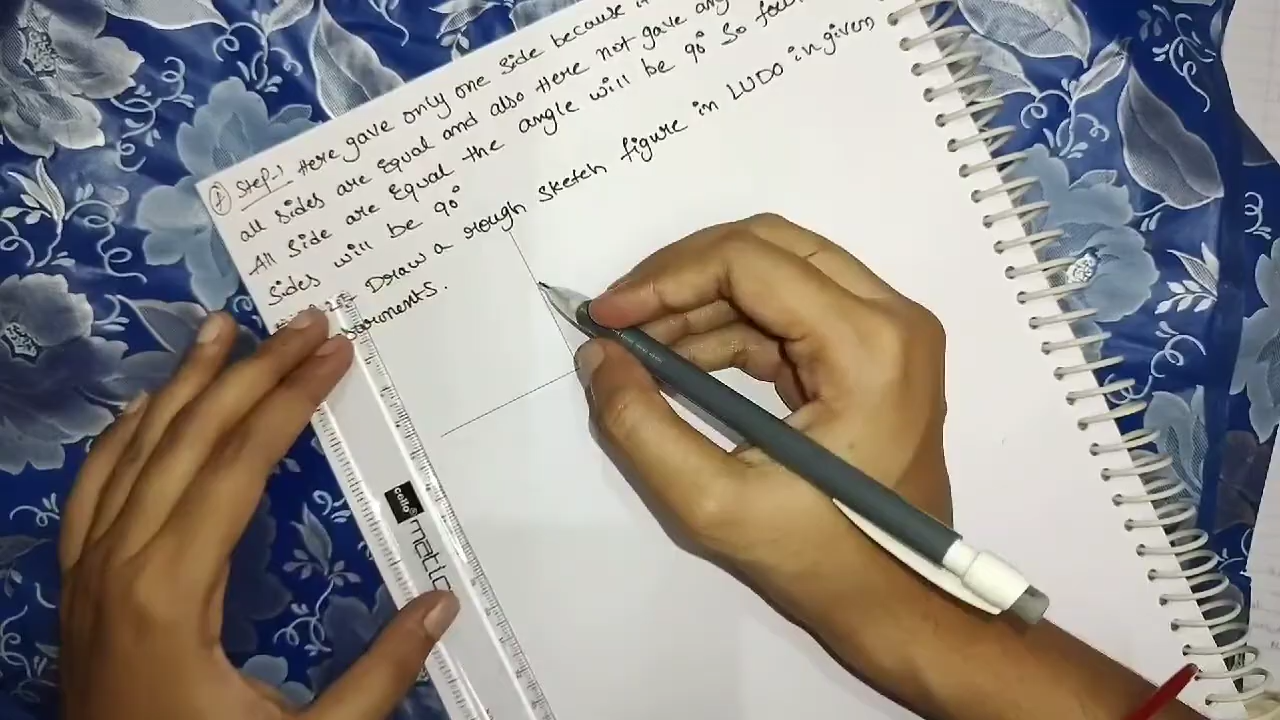 ① Step-1 Here gave only one side because
all sides are Equal and also Here not gave any
All side are Equal the angle will be 90° So four
sides will be 90°
Draw a rough sketch figure in LUDO in given
cello
matic